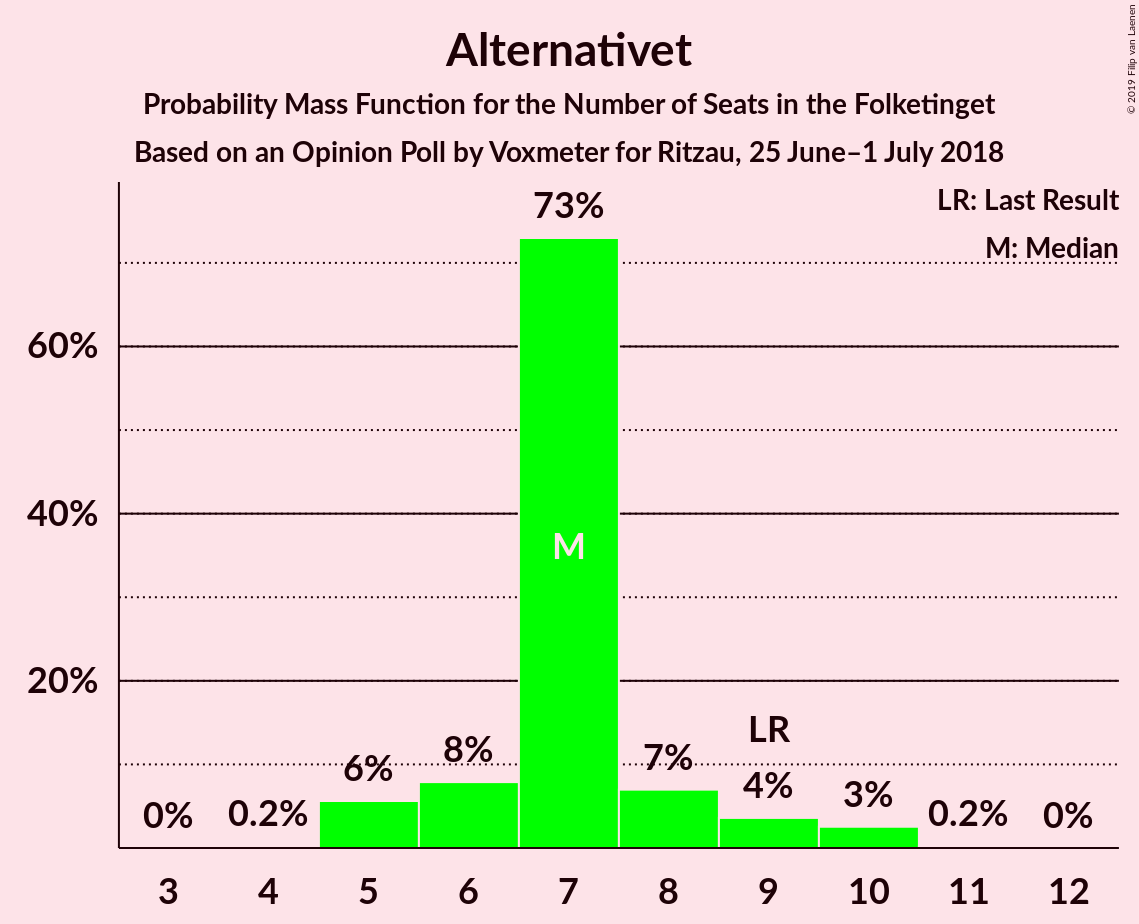 Alternativet
Probability Mass Function for the Number of Seats in the Folketinget
Based on an Opinion Poll by Voxmeter for Ritzau, 25 June–1 July 2018
© 2019 Filip van Laenen
LR: Last Result
M: Median
73%
60%
40%
20%
M
LR
0%
0.2%
6%
8%
7%
4%
3%
0.2%
0%
3 4 5 6 7 8 9 10 11 12